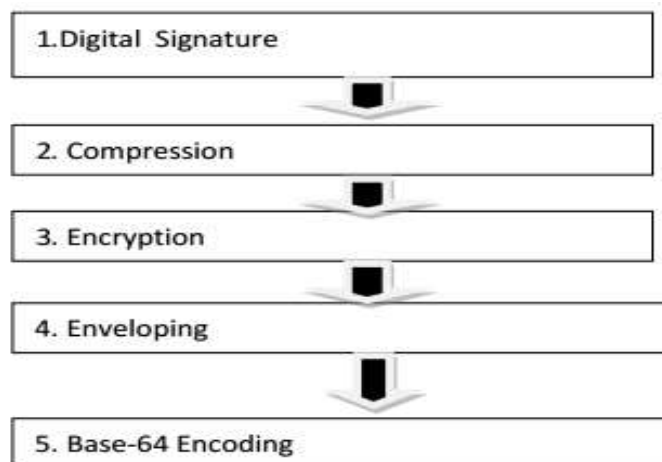 1.Digital Signature
2. Compression
3. Encryption
4. Enveloping
5. Base-64 Encoding